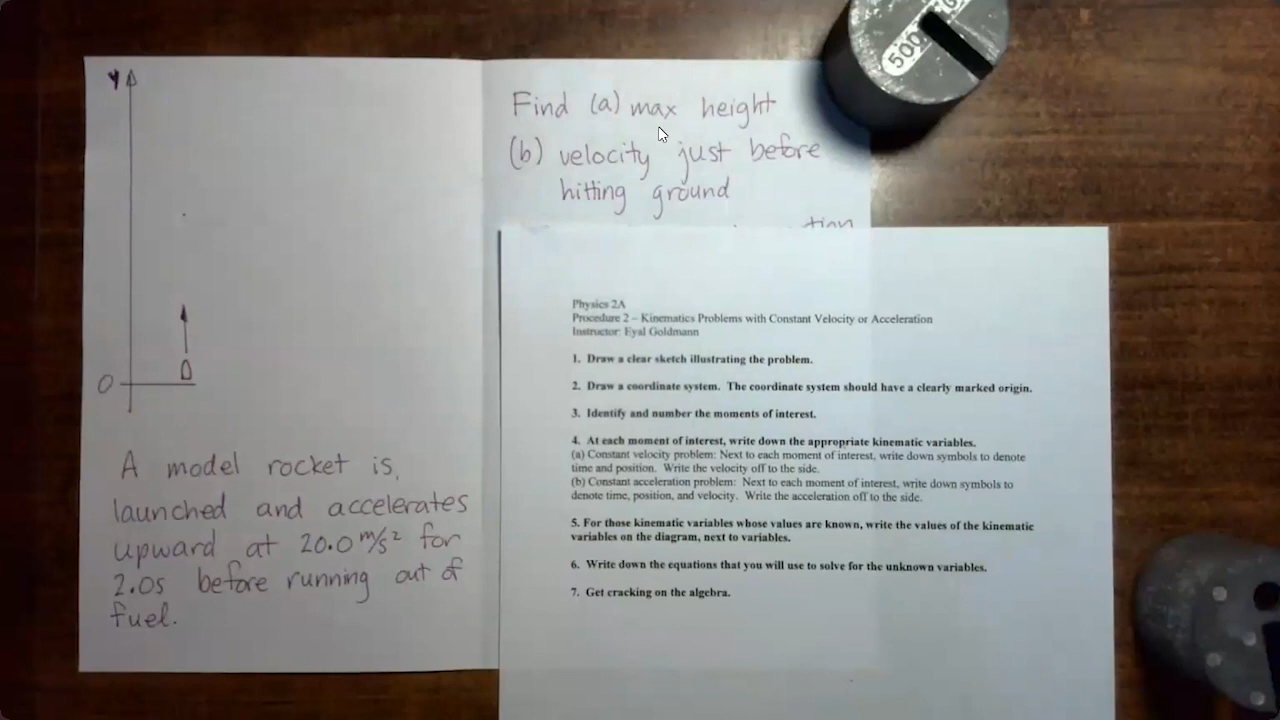 Y
O
A model rocket is,
launched and accelerates
upward at 20.0 m/s² for
2.0s before running out of
fuel.
Find (a) max height
(b) velocity just before
hitting ground
tion
500
Physics 2A
Procedure 2 – Kinematics Problems with Constant Velocity or Acceleration
Instructor: Eyal Goldmann
1. Draw a clear sketch illustrating the problem.
2. Draw a coordinate system. The coordinate system should have a clearly marked origin.
3. Identify and number the moments of interest.
4. At each moment of interest, write down the appropriate kinematic variables.
(a) Constant velocity problem: Next to each moment of interest, write down symbols to denote
time and position. Write the velocity off to the side.
(b) Constant acceleration problem: Next to each moment of interest, write down symbols to
denote time, position, and velocity. Write the acceleration off to the side.
5. For those kinematic variables whose values are known, write the values of the kinematic
variables on the diagram, next to variables.
6. Write down the equations that you will use to solve for the unknown variables.
7. Get cracking on the algebra.